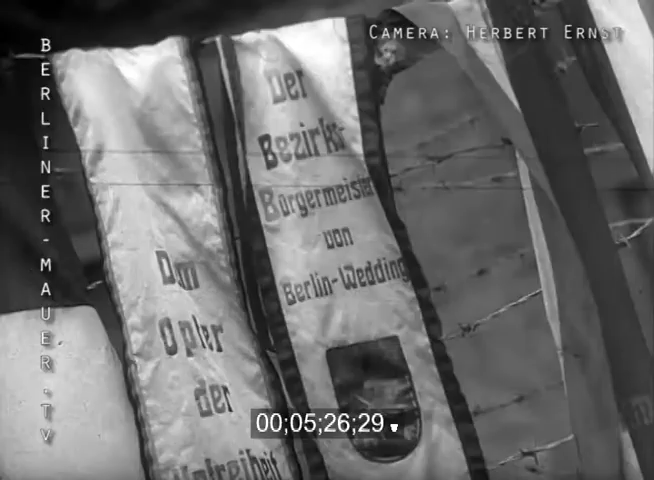 CAMERA: HERBERT ERNST
BERLINER-MAUER.TV
Dem
Opfer
der
Unfreiheit
Der
Bezirks-
Bürgermeister
von
Berlin-Wedding
00;05;26;29